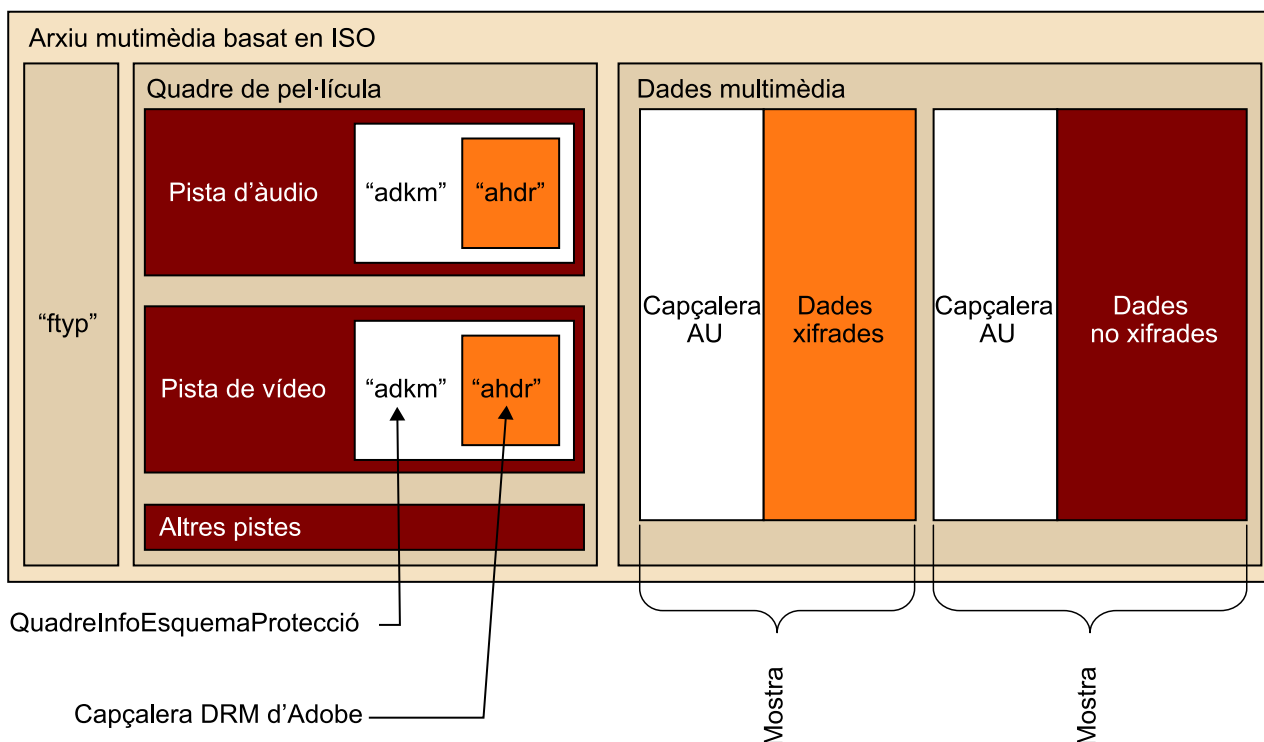 Arxiu mutimèdia basat en ISO
“ftyp”
Quadre de pel·lícula
Pista d’àudio
“adkm”
“ahdr”
Pista de vídeo
“adkm”
“ahdr”
Altres pistes
Dades multimèdia
Capçalera
AU
Dades
xifrades
Capçalera
AU
Dades
no xifrades
QuadreInfoEsquemaProtecció
Capçalera DRM d’Adobe
Mostra
Mostra